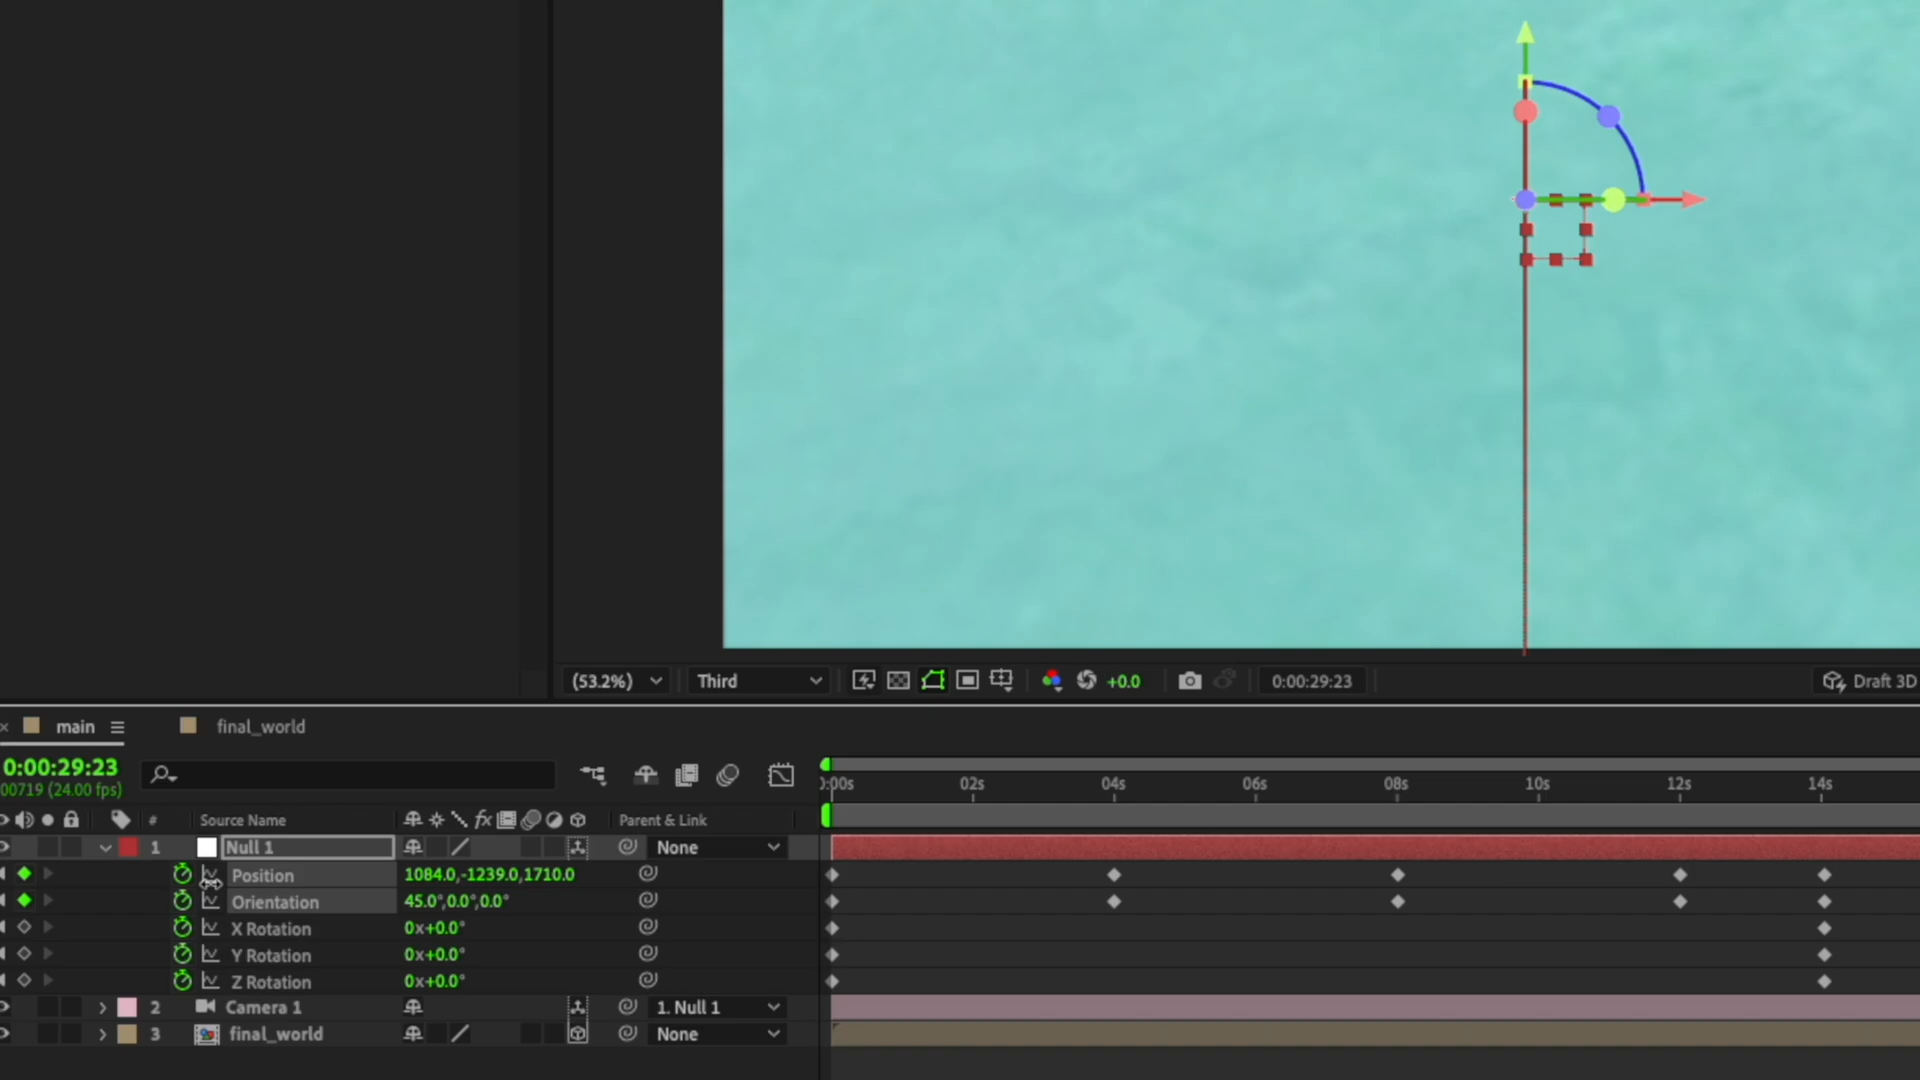 (53.2%) Third +0.0 0:00:29:23 Draft 3D
× main final_world
0:00:29:23
00719 (24.00 fps)
0:00s 02s 04s 06s 08s 10s 12s 14s
# Source Name fx Parent & Link
1 Null 1 None
Position 1084.0,-1239.0,1710.0
Orientation 45.0°,0.0°,0.0°
X Rotation 0x+0.0°
Y Rotation 0x+0.0°
Z Rotation 0x+0.0°
2 Camera 1 1. Null 1
3 final_world None